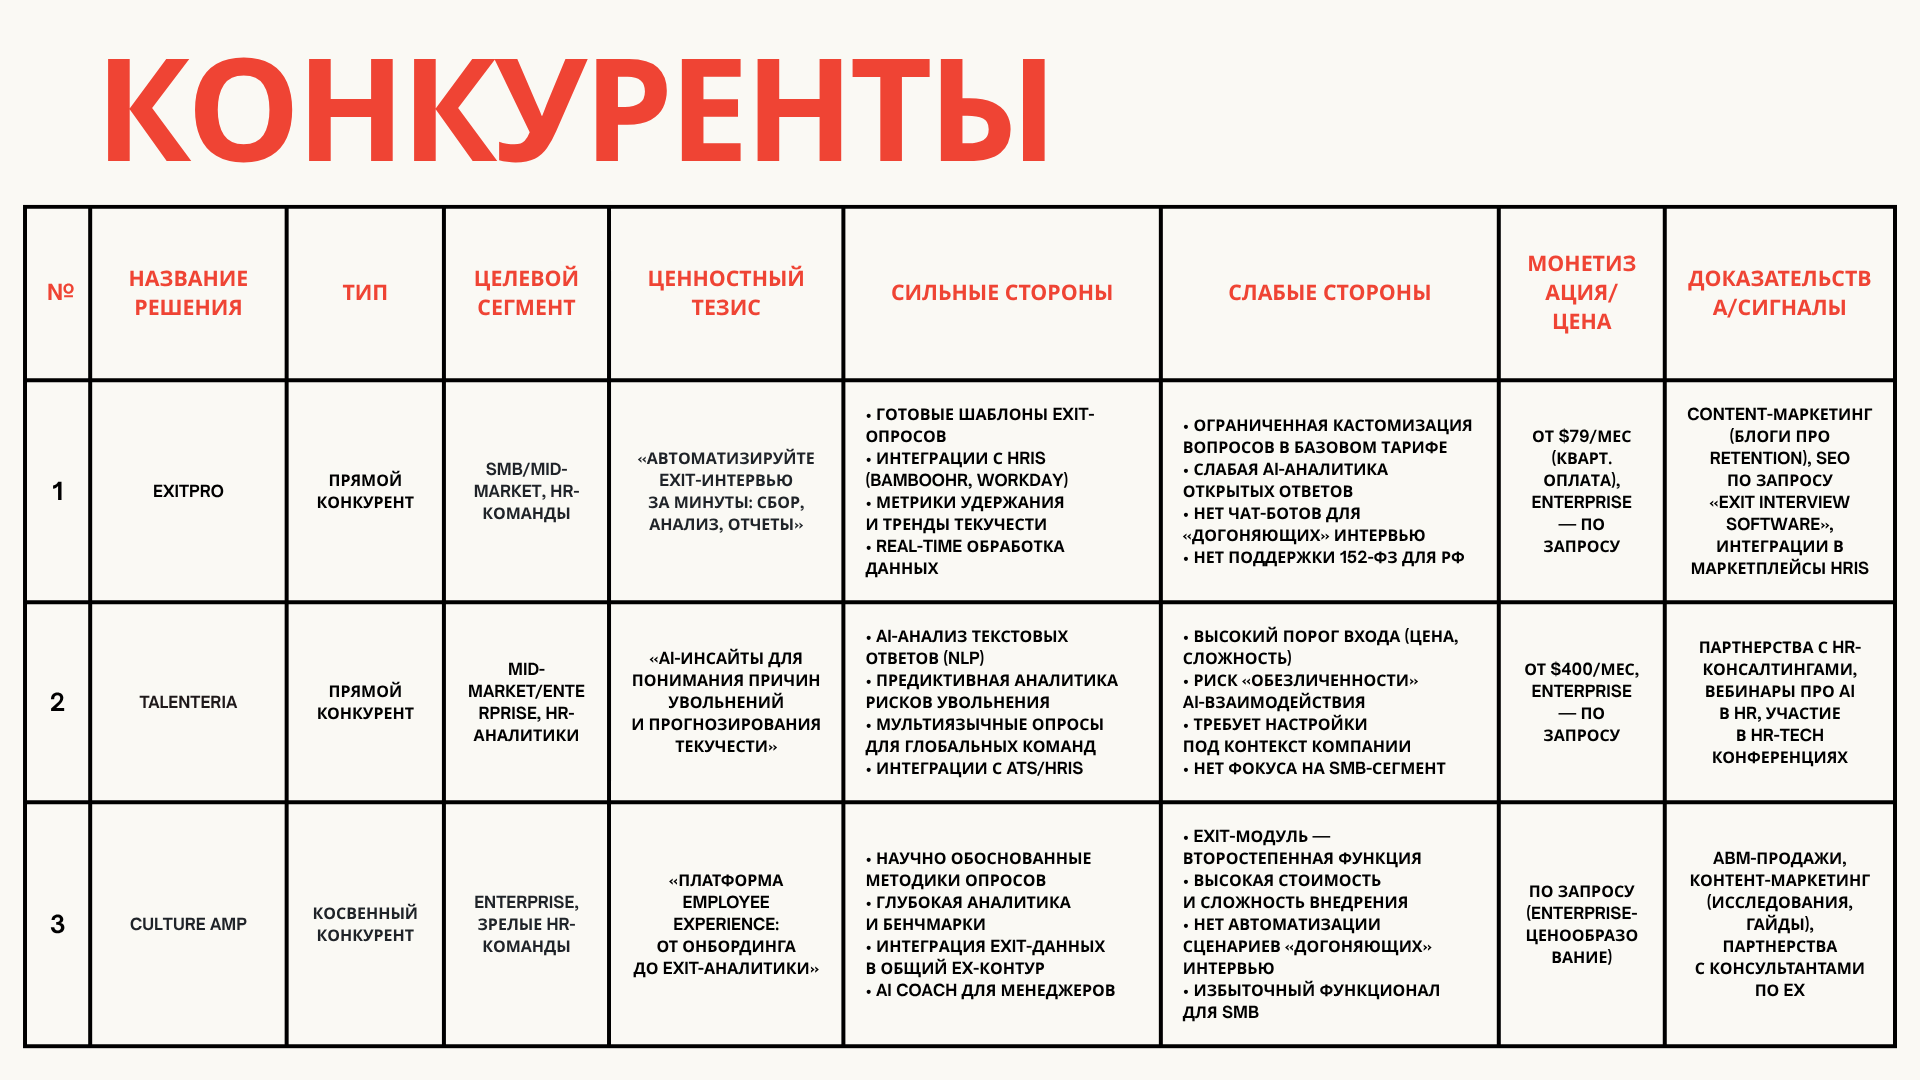 КОНКУРЕНТЫ
№
НАЗВАНИЕ
РЕШЕНИЯ
ТИП
ЦЕЛЕВОЙ
СЕГМЕНТ
ЦЕННОСТНЫЙ
ТЕЗИС
СИЛЬНЫЕ СТОРОНЫ
СЛАБЫЕ СТОРОНЫ
МОНЕТИЗ
АЦИЯ/
ЦЕНА
ДОКАЗАТЕЛЬСТВ
А/СИГНАЛЫ
1
EXITPRO
ПРЯМОЙ
КОНКУРЕНТ
SMB/MID-
MARKET, HR-
КОМАНДЫ
«АВТОМАТИЗИРУЙТЕ
EXIT-ИНТЕРВЬЮ
ЗА МИНУТЫ: СБОР,
АНАЛИЗ, ОТЧЕТЫ»
• ГОТОВЫЕ ШАБЛОНЫ EXIT-
ОПРОСОВ
• ИНТЕГРАЦИИ С HRIS
(BAMBOOHR, WORKDAY)
• МЕТРИКИ УДЕРЖАНИЯ
И ТРЕНДЫ ТЕКУЧЕСТИ
• REAL-TIME ОБРАБОТКА
ДАННЫХ
• ОГРАНИЧЕННАЯ КАСТОМИЗАЦИЯ
ВОПРОСОВ В БАЗОВОМ ТАРИФЕ
• СЛАБАЯ AI-АНАЛИТИКА
ОТКРЫТЫХ ОТВЕТОВ
• НЕТ ЧАТ-БОТОВ ДЛЯ
«ДОГОНЯЮЩИХ» ИНТЕРВЬЮ
• НЕТ ПОДДЕРЖКИ 152-ФЗ ДЛЯ РФ
ОТ $79/МЕС
(КВАРТ.
ОПЛАТА),
ENTERPRISE
— ПО
ЗАПРОСУ
CONTENT-МАРКЕТИНГ
(БЛОГИ ПРО
RETENTION), SEO
ПО ЗАПРОСУ
«EXIT INTERVIEW
SOFTWARE»,
ИНТЕГРАЦИИ В
МАРКЕТПЛЕЙСЫ HRIS
2
TALENTERIA
ПРЯМОЙ
КОНКУРЕНТ
MID-
MARKET/ENTE
RPRISE, HR-
АНАЛИТИКИ
«AI-ИНСАЙТЫ ДЛЯ
ПОНИМАНИЯ ПРИЧИН
УВОЛЬНЕНИЙ
И ПРОГНОЗИРОВАНИЯ
ТЕКУЧЕСТИ»
• AI-АНАЛИЗ ТЕКСТОВЫХ
ОТВЕТОВ (NLP)
• ПРЕДИКТИВНАЯ АНАЛИТИКА
РИСКОВ УВОЛЬНЕНИЯ
• МУЛЬТИЯЗЫЧНЫЕ ОПРОСЫ
ДЛЯ ГЛОБАЛЬНЫХ КОМАНД
• ИНТЕГРАЦИИ С ATS/HRIS
• ВЫСОКИЙ ПОРОГ ВХОДА (ЦЕНА,
СЛОЖНОСТЬ)
• РИСК «ОБЕЗЛИЧЕННОСТИ»
AI-ВЗАИМОДЕЙСТВИЯ
• ТРЕБУЕТ НАСТРОЙКИ
ПОД КОНТЕКСТ КОМПАНИИ
• НЕТ ФОКУСА НА SMB-СЕГМЕНТ
ОТ $400/МЕС,
ENTERPRISE
— ПО
ЗАПРОСУ
ПАРТНЕРСТВА С HR-
КОНСАЛТИНГАМИ,
ВЕБИНАРЫ ПРО AI
В HR, УЧАСТИЕ
В HR-TECH
КОНФЕРЕНЦИЯХ
3
CULTURE AMP
КОСВЕННЫЙ
КОНКУРЕНТ
ENTERPRISE,
ЗРЕЛЫЕ HR-
КОМАНДЫ
«ПЛАТФОРМА
EMPLOYEE
EXPERIENCE:
ОТ ОНБОРДИНГА
ДО EXIT-АНАЛИТИКИ»
• НАУЧНО ОБОСНОВАННЫЕ
МЕТОДИКИ ОПРОСОВ
• ГЛУБОКАЯ АНАЛИТИКА
И БЕНЧМАРКИ
• ИНТЕГРАЦИЯ EXIT-ДАННЫХ
В ОБЩИЙ EX-КОНТУР
• AI COACH ДЛЯ МЕНЕДЖЕРОВ
• EXIT-МОДУЛЬ —
ВТОРОСТЕПЕННАЯ ФУНКЦИЯ
• ВЫСОКАЯ СТОИМОСТЬ
И СЛОЖНОСТЬ ВНЕДРЕНИЯ
• НЕТ АВТОМАТИЗАЦИИ
СЦЕНАРИЕВ «ДОГОНЯЮЩИХ»
ИНТЕРВЬЮ
• ИЗБЫТОЧНЫЙ ФУНКЦИОНАЛ
ДЛЯ SMB
ПО ЗАПРОСУ
(ENTERPRISE-
ЦЕНООБРАЗО
ВАНИЕ)
ABM-ПРОДАЖИ,
КОНТЕНТ-МАРКЕТИНГ
(ИССЛЕДОВАНИЯ,
ГАЙДЫ),
ПАРТНЕРСТВА
С КОНСУЛЬТАНТАМИ
ПО EX